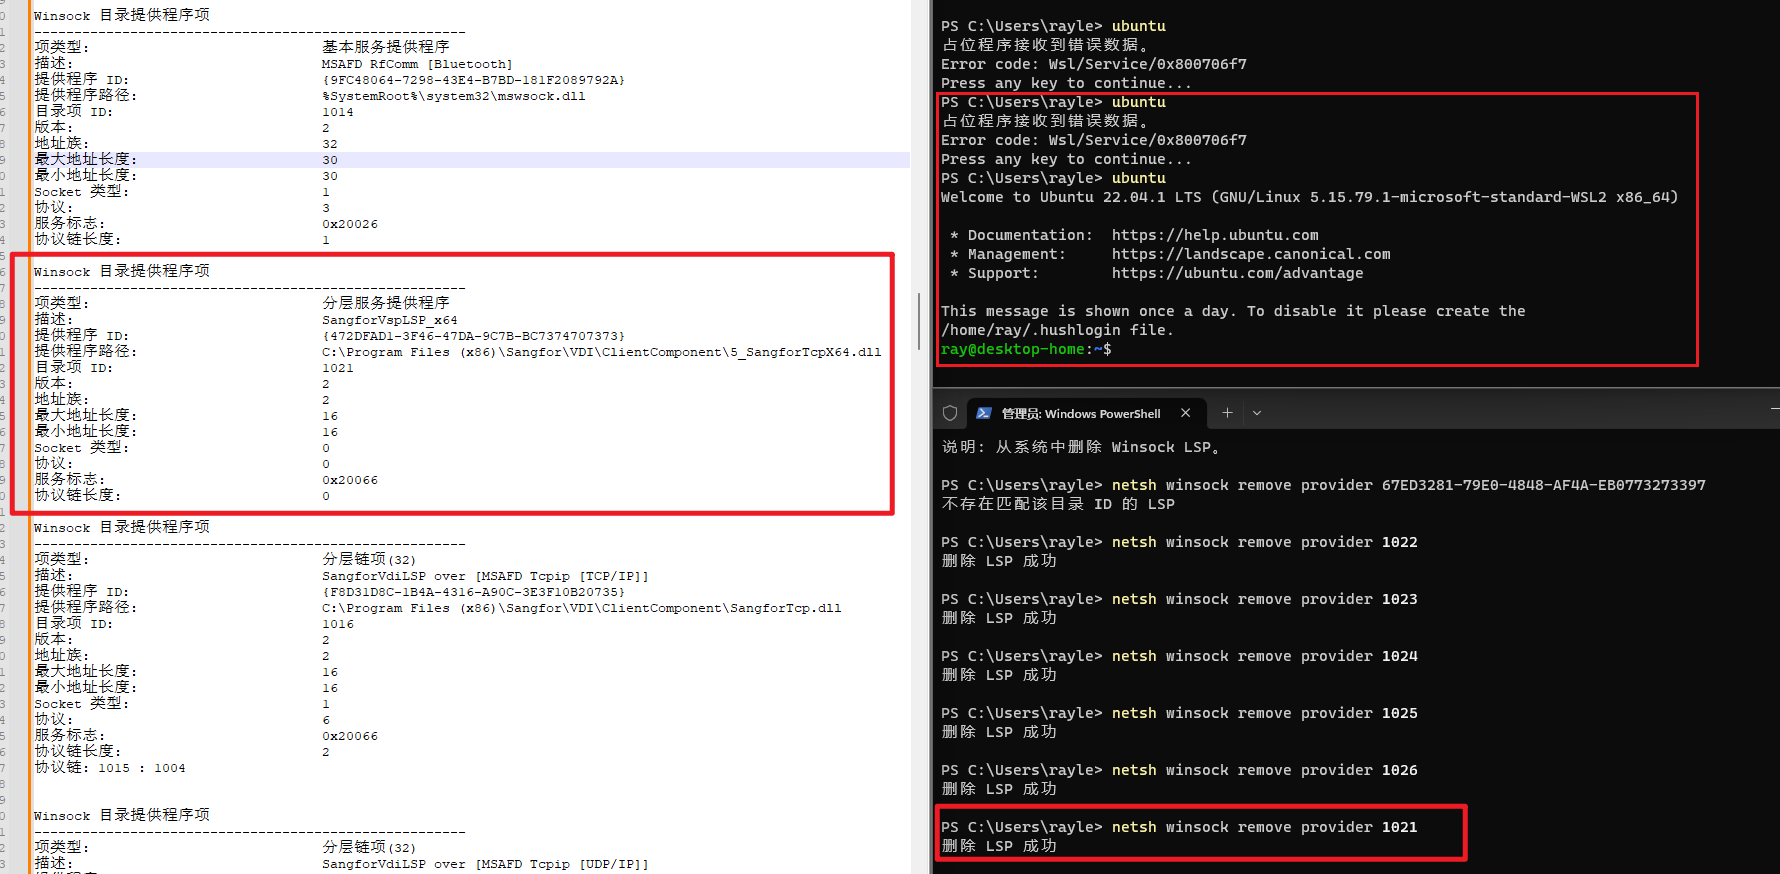 Winsock 目录提供程序项
------------------------------------------------------
项类型: 基本服务提供程序
描述: MSAFD RfComm [Bluetooth]
提供程序 ID: {9FC48064-7298-43E4-B7BD-181F2089792A}
提供程序路径: %SystemRoot%\system32\mswsock.dll
目录项 ID: 1014
版本: 2
地址族: 32
最大地址长度: 30
最小地址长度: 30
Socket 类型: 1
协议: 3
服务标志: 0x20026
协议链长度: 1
Winsock 目录提供程序项
------------------------------------------------------
项类型: 分层服务提供程序
描述: SangforVspLSP_x64
提供程序 ID: {472DFAD1-3F46-47DA-9C7B-BC7374707373}
提供程序路径: C:\Program Files (x86)\Sangfor\VDI\ClientComponent\5_SangforTcpX64.dll
目录项 ID: 1021
版本: 2
地址族: 2
最大地址长度: 16
最小地址长度: 16
Socket 类型: 0
协议: 0
服务标志: 0x20066
协议链长度: 0
Winsock 目录提供程序项
------------------------------------------------------
项类型: 分层链项(32)
描述: SangforVdiLSP over [MSAFD Tcpip [TCP/IP]]
提供程序 ID: {F8D31D8C-1B4A-4316-A90C-3E3F10B20735}
提供程序路径: C:\Program Files (x86)\Sangfor\VDI\ClientComponent\SangforTcp.dll
目录项 ID: 1016
版本: 2
地址族: 2
最大地址长度: 16
最小地址长度: 16
Socket 类型: 1
协议: 6
服务标志: 0x20066
协议链长度: 2
协议链: 1015 : 1004
Winsock 目录提供程序项
------------------------------------------------------
项类型: 分层链项(32)
描述: SangforVdiLSP over [MSAFD Tcpip [UDP/IP]]
PS C:\Users\rayle> ubuntu
占位程序接收到错误数据。
Error code: Wsl/Service/0x800706f7
Press any key to continue...
PS C:\Users\rayle> ubuntu
占位程序接收到错误数据。
Error code: Wsl/Service/0x800706f7
Press any key to continue...
PS C:\Users\rayle> ubuntu
Welcome to Ubuntu 22.04.1 LTS (GNU/Linux 5.15.79.1-microsoft-standard-WSL2 x86_64)
* Documentation: https://help.ubuntu.com
* Management: https://landscape.canonical.com
* Support: https://ubuntu.com/advantage
This message is shown once a day. To disable it please create the
/home/ray/.hushlogin file.
ray@desktop-home:~$
管理员: Windows PowerShell
说明: 从系统中删除 Winsock LSP。
PS C:\Users\rayle> netsh winsock remove provider 67ED3281-79E0-4848-AF4A-EB0773273397
不存在匹配该目录 ID 的 LSP
PS C:\Users\rayle> netsh winsock remove provider 1022
删除 LSP 成功
PS C:\Users\rayle> netsh winsock remove provider 1023
删除 LSP 成功
PS C:\Users\rayle> netsh winsock remove provider 1024
删除 LSP 成功
PS C:\Users\rayle> netsh winsock remove provider 1025
删除 LSP 成功
PS C:\Users\rayle> netsh winsock remove provider 1026
删除 LSP 成功
PS C:\Users\rayle> netsh winsock remove provider 1021
删除 LSP 成功